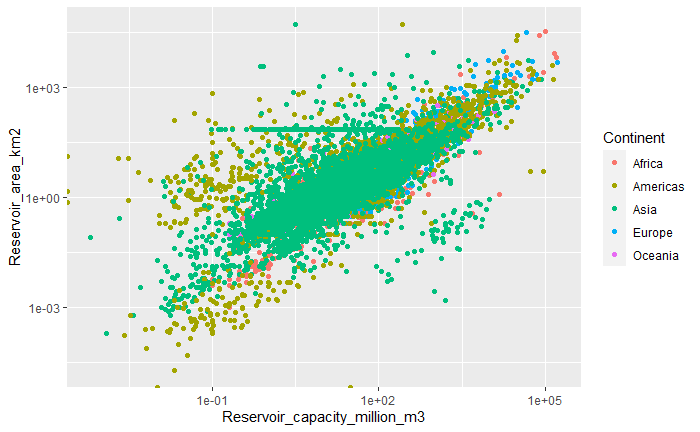 1e+03
1e+00
1e-03
Reservoir_area_km2
1e-01
1e+02
1e+05
Reservoir_capacity_million_m3
Continent
Africa
Americas
Asia
Europe
Oceania